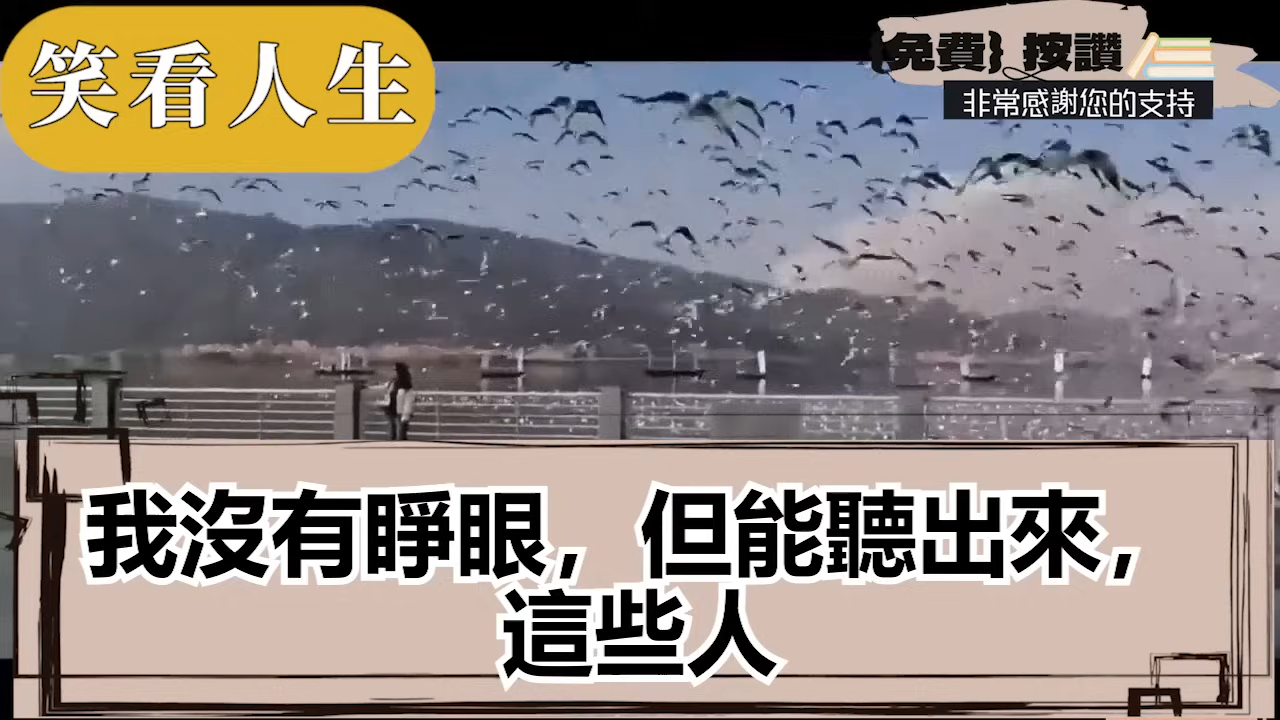 笑看人生
{免費} 按讚
非常感謝您的支持
我沒有睜眼，但能聽出來，
這些人